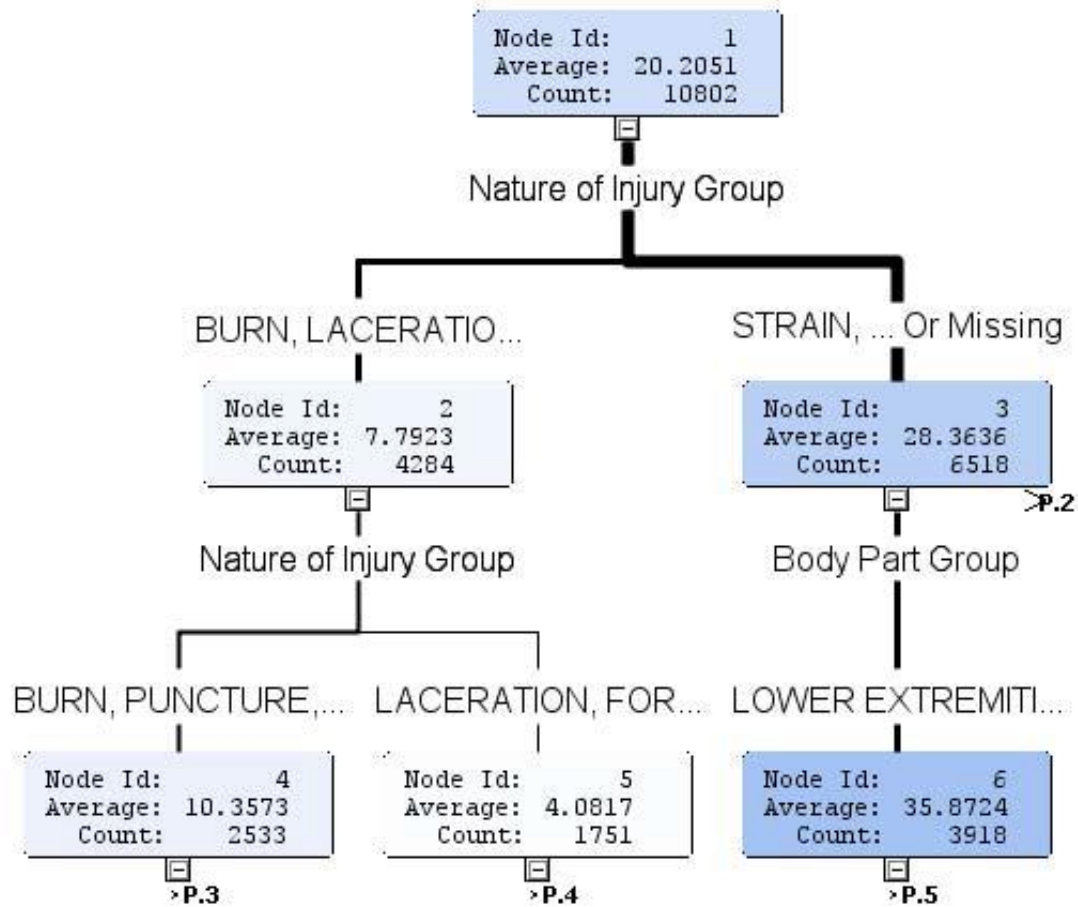 Node Id: 1
Average: 20.2051
Count: 10802
Nature of Injury Group
BURN, LACERATIO...
STRAIN, ... Or Missing
Node Id: 2
Average: 7.7923
Count: 4284
Node Id: 3
Average: 28.3636
Count: 6518
>P.2
Nature of Injury Group
Body Part Group
BURN, PUNCTURE,...
LACERATION, FOR...
LOWER EXTREMITI...
Node Id: 4
Average: 10.3573
Count: 2533
>P.3
Node Id: 5
Average: 4.0817
Count: 1751
>P.4
Node Id: 6
Average: 35.8724
Count: 3918
>P.5